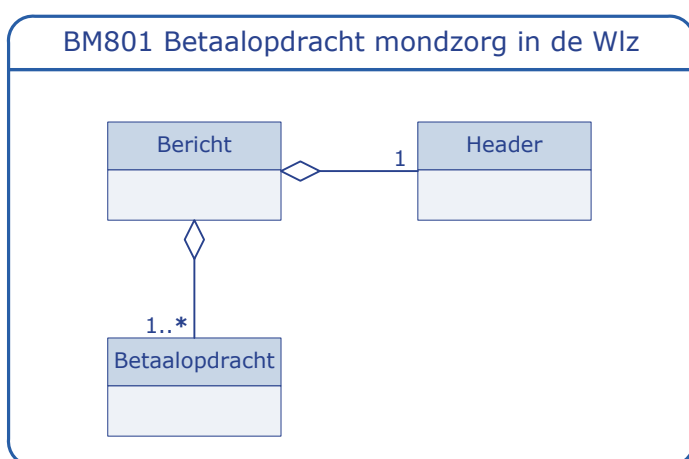 BM801 Betaalopdracht mondzorg in de Wlz
Bericht
1
Header
1..*
Betaalopdracht